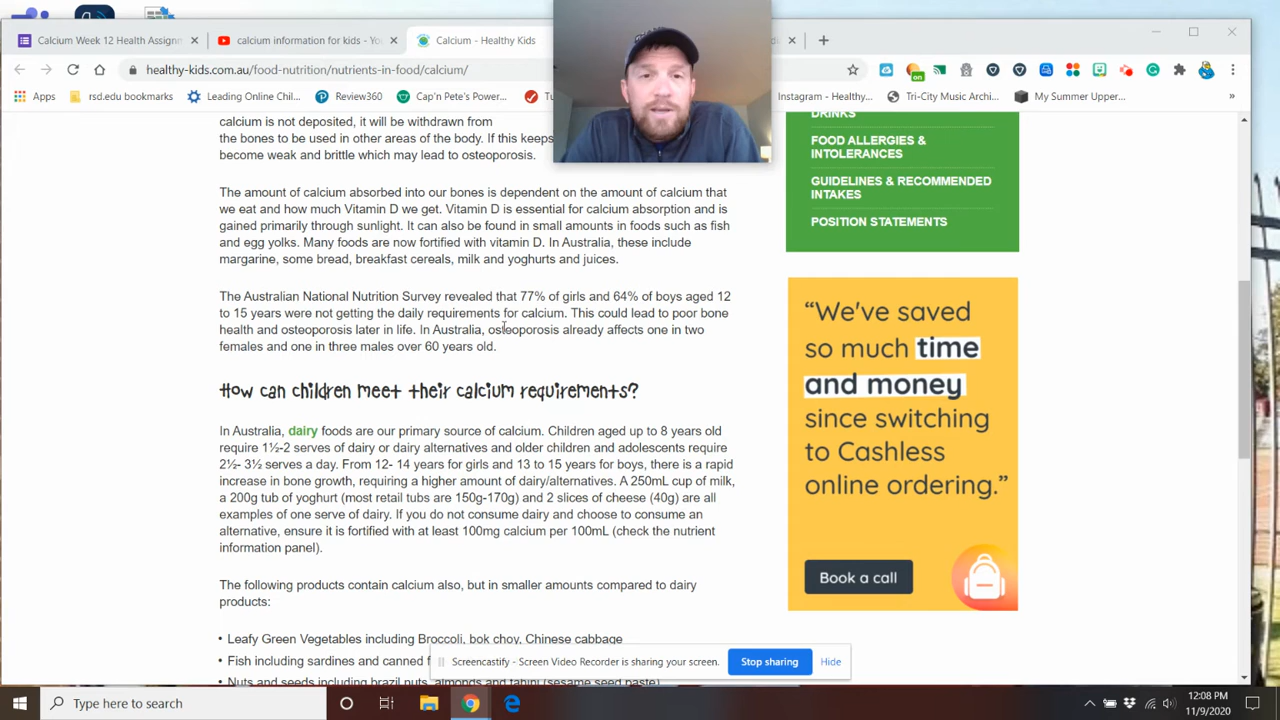 Calcium Week 12 Health Assignm
calcium information for kids - Yo
Calcium - Healthy Kids
healthy-kids.com.au/food-nutrition/nutrients-in-food/calcium/
on
Apps
rsd.edu bookmarks
Leading Online Chil...
Review360
Cap'n Pete's Power...
Instagram - Healthy...
Tri-City Music Archi...
My Summer Upper...
»
calcium is not deposited, it will be withdrawn from
the bones to be used in other areas of the body. If this keeps
become weak and brittle which may lead to osteoporosis.
The amount of calcium absorbed into our bones is dependent on the amount of calcium that
we eat and how much Vitamin D we get. Vitamin D is essential for calcium absorption and is
gained primarily through sunlight. It can also be found in small amounts in foods such as fish
and egg yolks. Many foods are now fortified with vitamin D. In Australia, these include
margarine, some bread, breakfast cereals, milk and yoghurts and juices.
The Australian National Nutrition Survey revealed that 77% of girls and 64% of boys aged 12
to 15 years were not getting the daily requirements for calcium. This could lead to poor bone
health and osteoporosis later in life. In Australia, osteoporosis already affects one in two
females and one in three males over 60 years old.
How can children meet their calcium requirements?
In Australia, dairy foods are our primary source of calcium. Children aged up to 8 years old
require 1½-2 serves of dairy or dairy alternatives and older children and adolescents require
2½- 3½ serves a day. From 12- 14 years for girls and 13 to 15 years for boys, there is a rapid
increase in bone growth, requiring a higher amount of dairy/alternatives. A 250mL cup of milk,
a 200g tub of yoghurt (most retail tubs are 150g-170g) and 2 slices of cheese (40g) are all
examples of one serve of dairy. If you do not consume dairy and choose to consume an
alternative, ensure it is fortified with at least 100mg calcium per 100mL (check the nutrient
information panel).
The following products contain calcium also, but in smaller amounts compared to dairy
products:
• Leafy Green Vegetables including Broccoli, bok choy, Chinese cabbage
• Fish including sardines and canned
• Nuts and seeds including brazil nuts, almonds and tahini (sesame seed paste)
DRINKS
FOOD ALLERGIES &
INTOLERANCES
GUIDELINES & RECOMMENDED
INTAKES
POSITION STATEMENTS
“We've saved
so much time
and money
since switching
to Cashless
online ordering.”
Book a call
Screencastify - Screen Video Recorder is sharing your screen.
Stop sharing
Hide
Type here to search
12:08 PM
11/9/2020